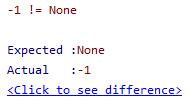 -1 != None

Expected :None
Actual   :-1
<Click to see difference>